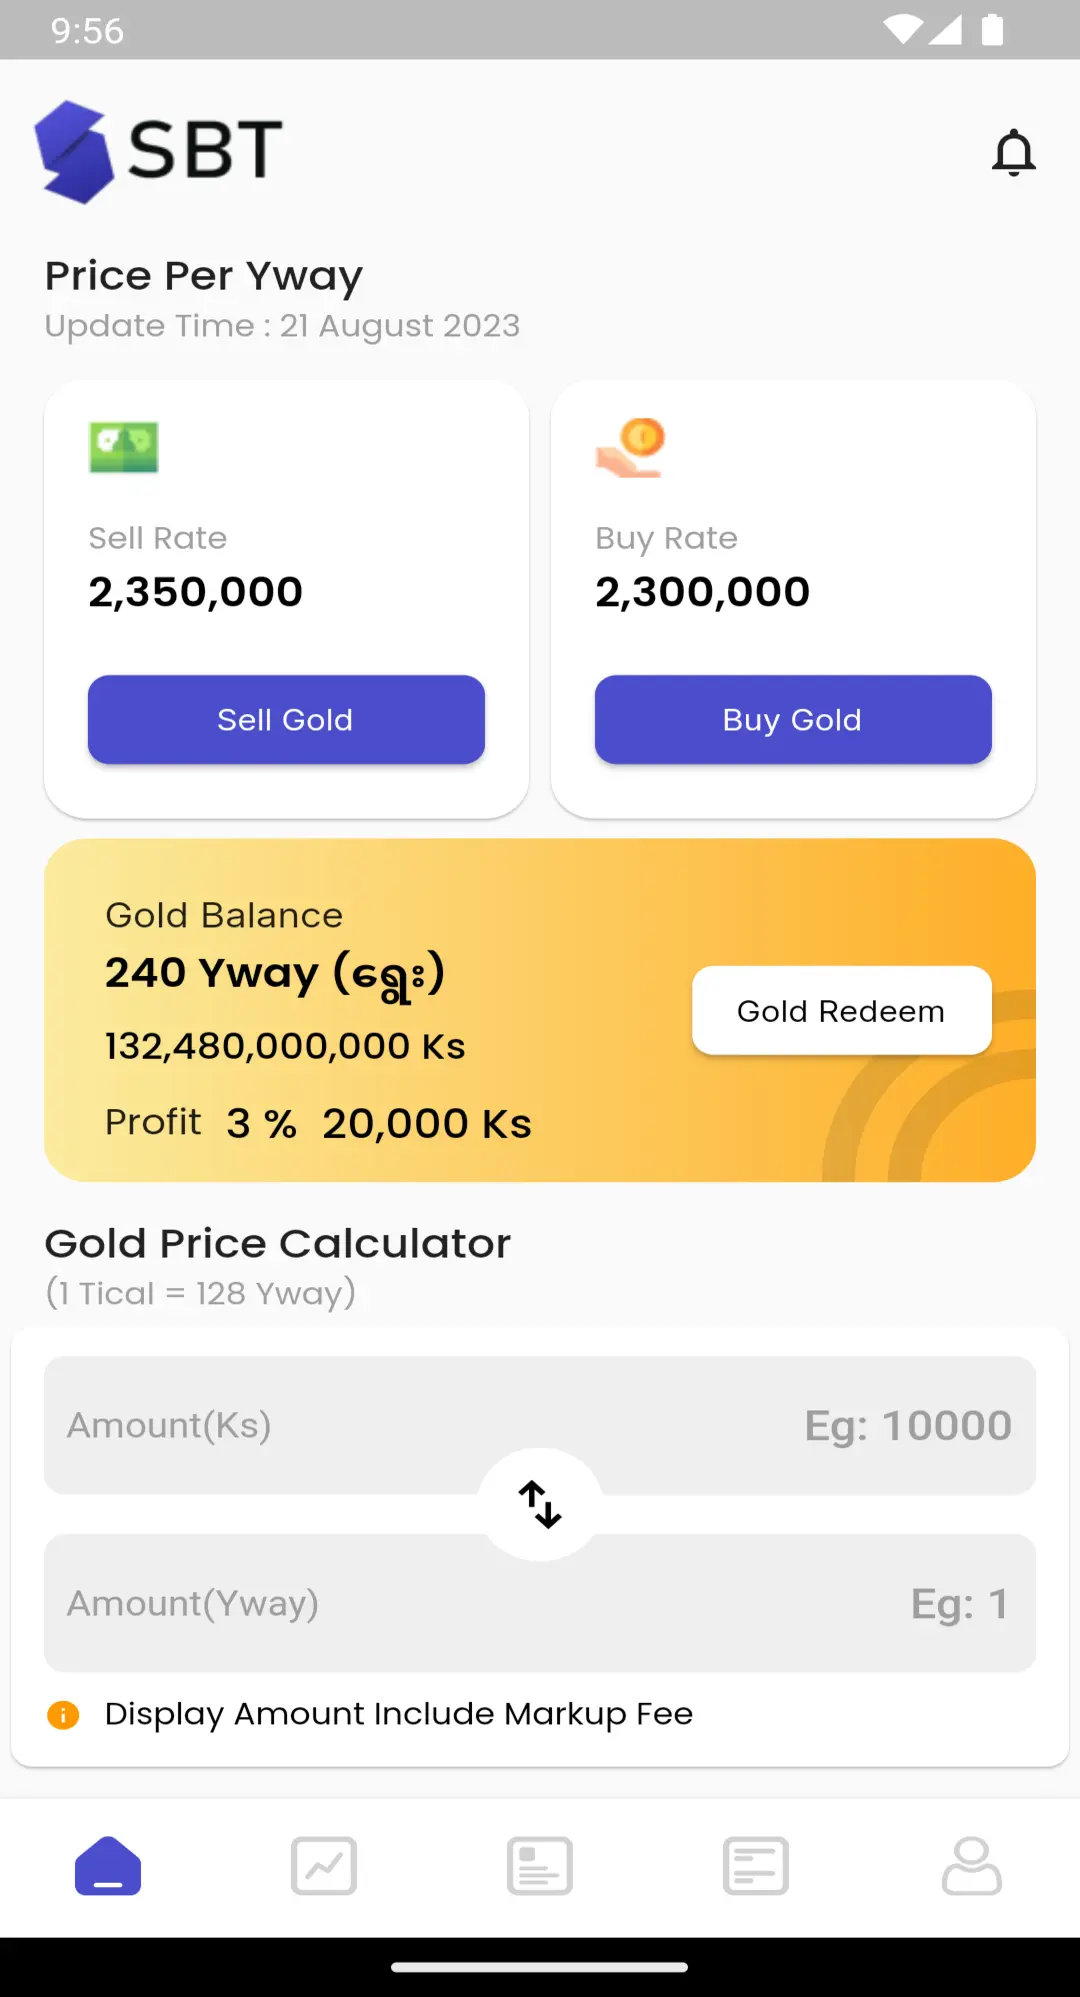 9:56
SBT
Price Per Yway
Update Time : 21 August 2023
Sell Rate
2,350,000
Sell Gold
Buy Rate
2,300,000
Buy Gold
Gold Balance
240 Yway (ရွေး)
132,480,000,000 Ks
Profit 3 % 20,000 Ks
Gold Redeem
Gold Price Calculator
(1 Tical = 128 Yway)
Amount(Ks) Eg: 10000
Amount(Yway) Eg: 1
Display Amount Include Markup Fee